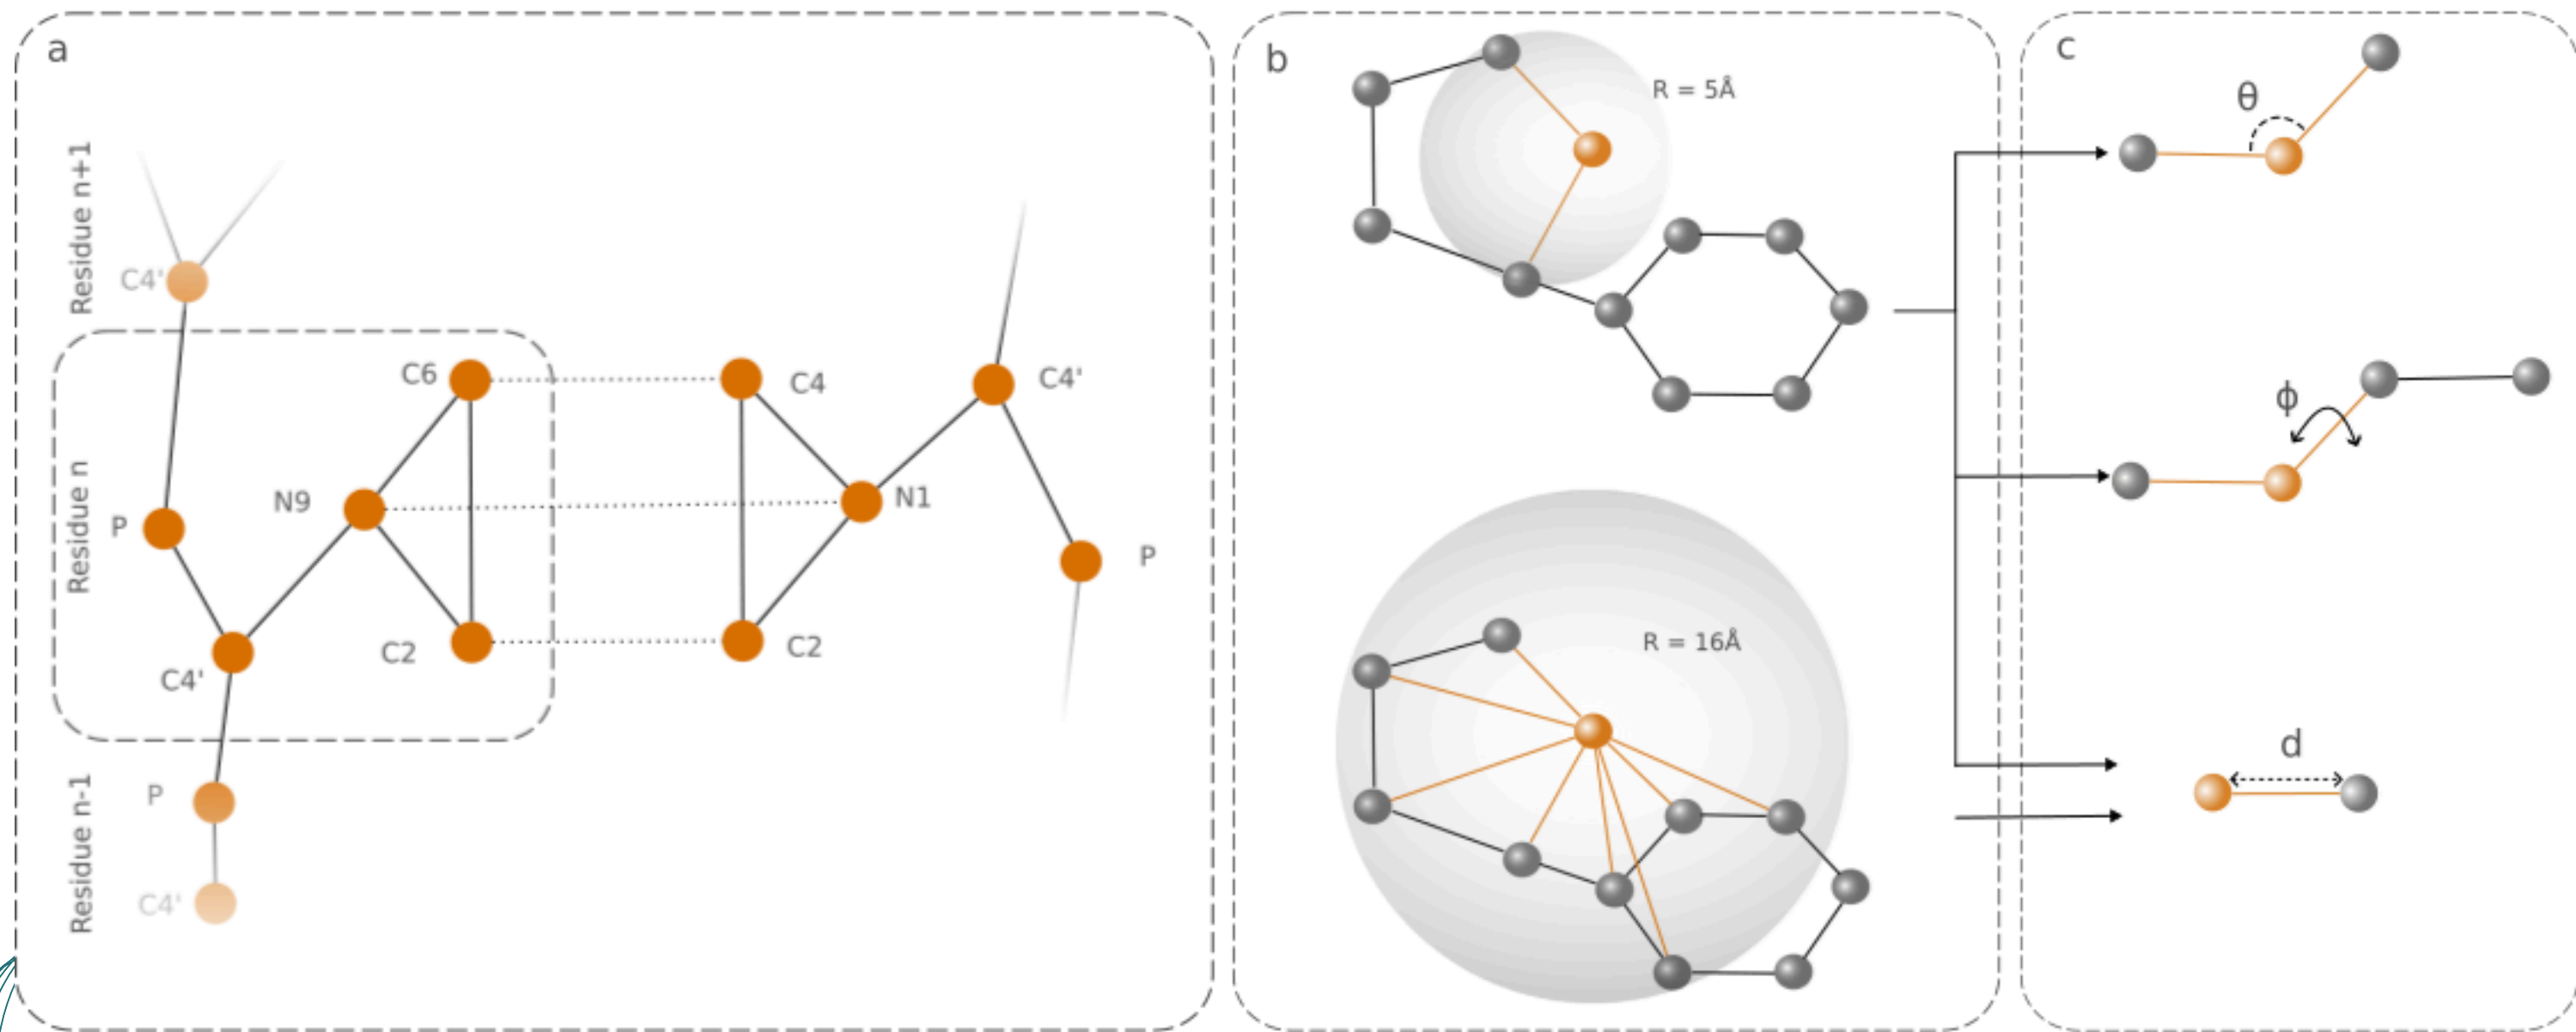 a
Residue n+1
C4'
Residue n
C6
C4
C4'
N9
N1
P
P
C4'
C2
C2
Residue n-1
P
C4'
b
R = 5Å
R = 16Å
c
θ
ϕ
d